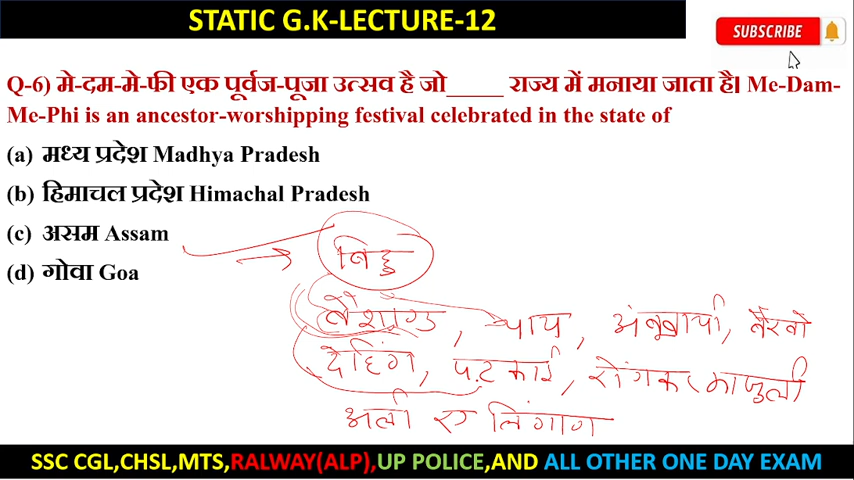 STATIC G.K-LECTURE-12
SUBSCRIBE
Q-6) मे-दम-मे-फी एक पूर्वज-पूजा उत्सव है जो_____ राज्य में मनाया जाता है। Me-Dam-
Me-Phi is an ancestor-worshipping festival celebrated in the state of
(a) मध्य प्रदेश Madhya Pradesh
(b) हिमाचल प्रदेश Himachal Pradesh
(c) असम Assam
(d) गोवा Goa
बिहु
बैशाख, चाय, अंबुबाची,
देहिंग, पटकाई, रोंगकर, माजुली
अली ए लिंगाग
SSC CGL,CHSL,MTS,RALWAY(ALP),UP POLICE,AND ALL OTHER ONE DAY EXAM